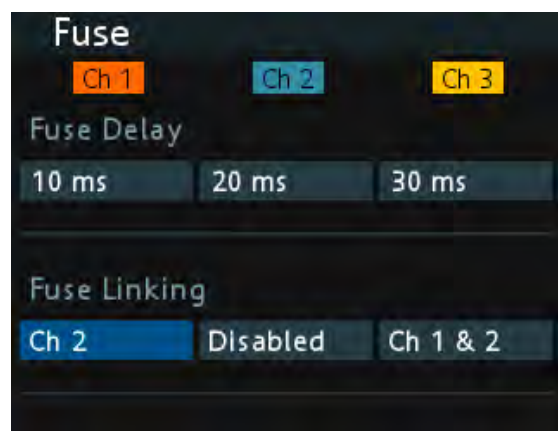 Fuse
Ch 1 Ch 2 Ch 3
Fuse Delay
10 ms 20 ms 30 ms
Fuse Linking
Ch 2 Disabled Ch 1 & 2